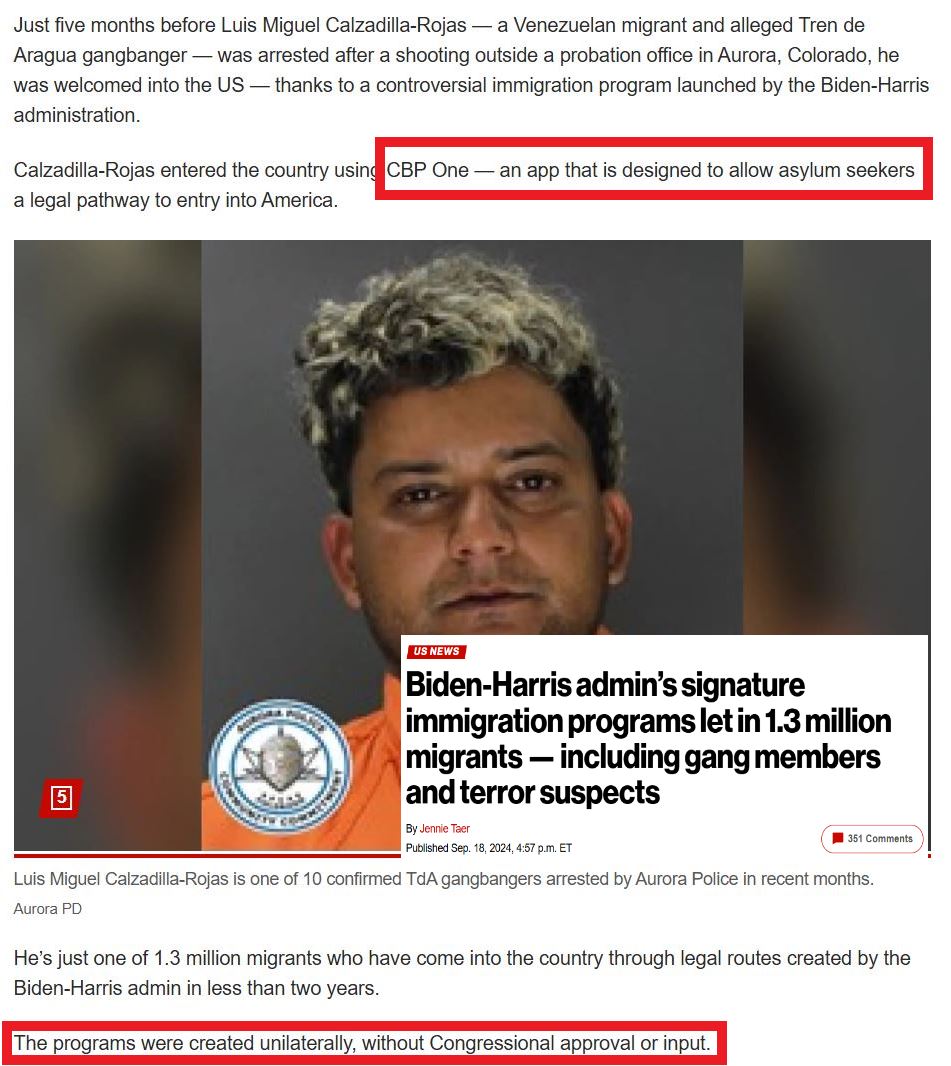 Just five months before Luis Miguel Calzadilla-Rojas — a Venezuelan migrant and alleged Tren de
Aragua gangbanger — was arrested after a shooting outside a probation office in Aurora, Colorado, he
was welcomed into the US — thanks to a controversial immigration program launched by the Biden-Harris
administration.
Calzadilla-Rojas entered the country using CBP One — an app that is designed to allow asylum seekers
a legal pathway to entry into America.
AURORA POLICE
COMMUNITY COMMITMENT
5
US NEWS
Biden-Harris admin’s signature
immigration programs let in 1.3 million
migrants — including gang members
and terror suspects
By Jennie Taer
Published Sep. 18, 2024, 4:57 p.m. ET
351 Comments
Luis Miguel Calzadilla-Rojas is one of 10 confirmed TdA gangbangers arrested by Aurora Police in recent months.
Aurora PD
He’s just one of 1.3 million migrants who have come into the country through legal routes created by the
Biden-Harris admin in less than two years.
The programs were created unilaterally, without Congressional approval or input.